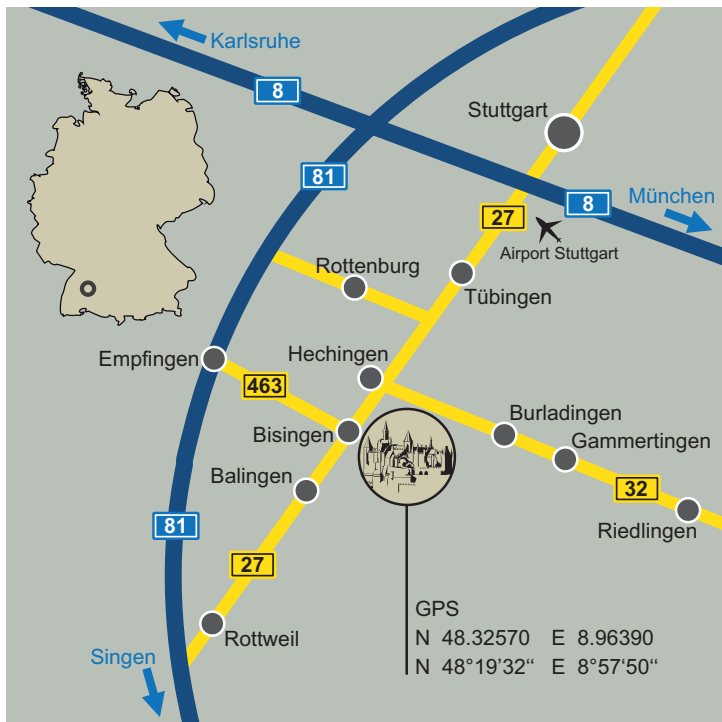 Karlsruhe
8
Stuttgart
81
München
8
27
Airport Stuttgart
Rottenburg
Tübingen
Empfingen
Hechingen
463
Burladingen
Bisingen
Gammertingen
Balingen
32
81
Riedlingen
27
GPS
N 48.32570 E 8.96390
N 48°19'32“ E 8°57'50“
Rottweil
Singen